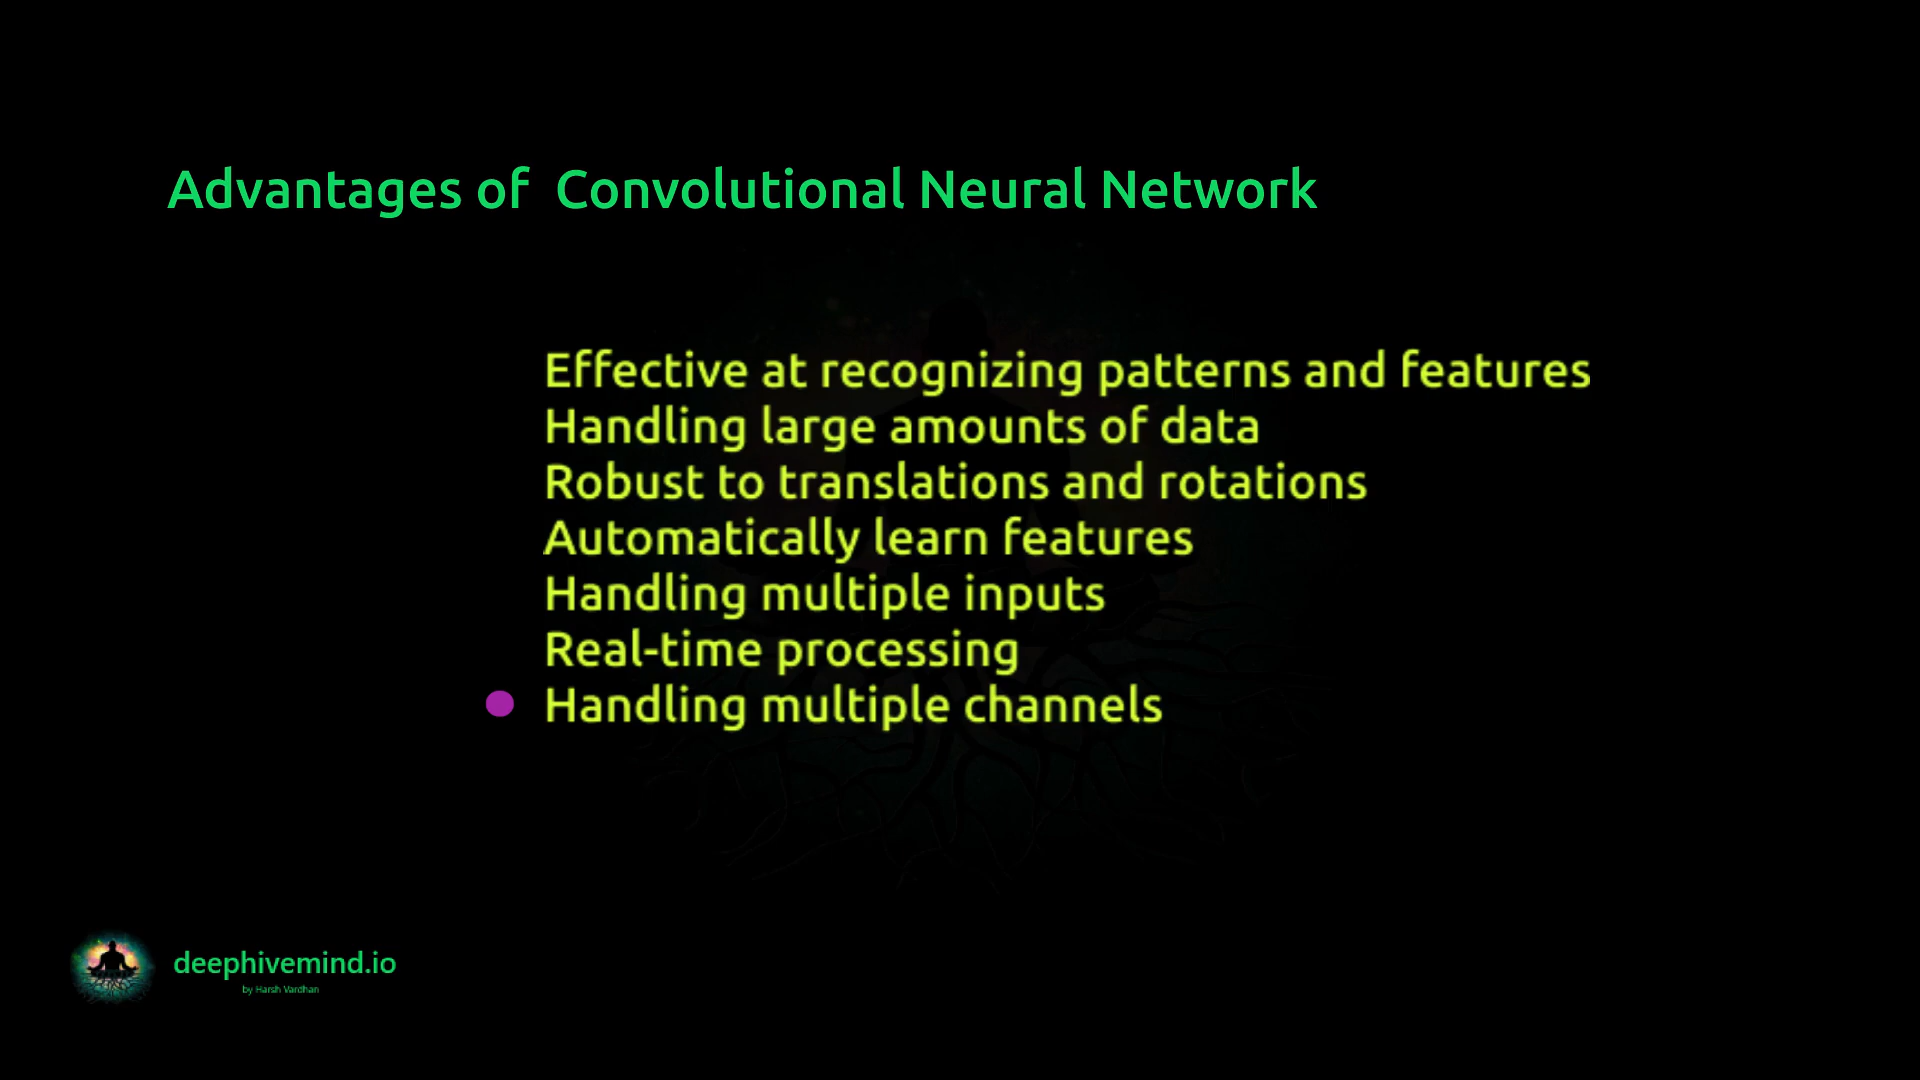 Advantages of  Convolutional Neural Network
Effective at recognizing patterns and features
Handling large amounts of data
Robust to translations and rotations
Automatically learn features
Handling multiple inputs
Real-time processing
Handling multiple channels
deephivemind.io
by Harsh Vardhan